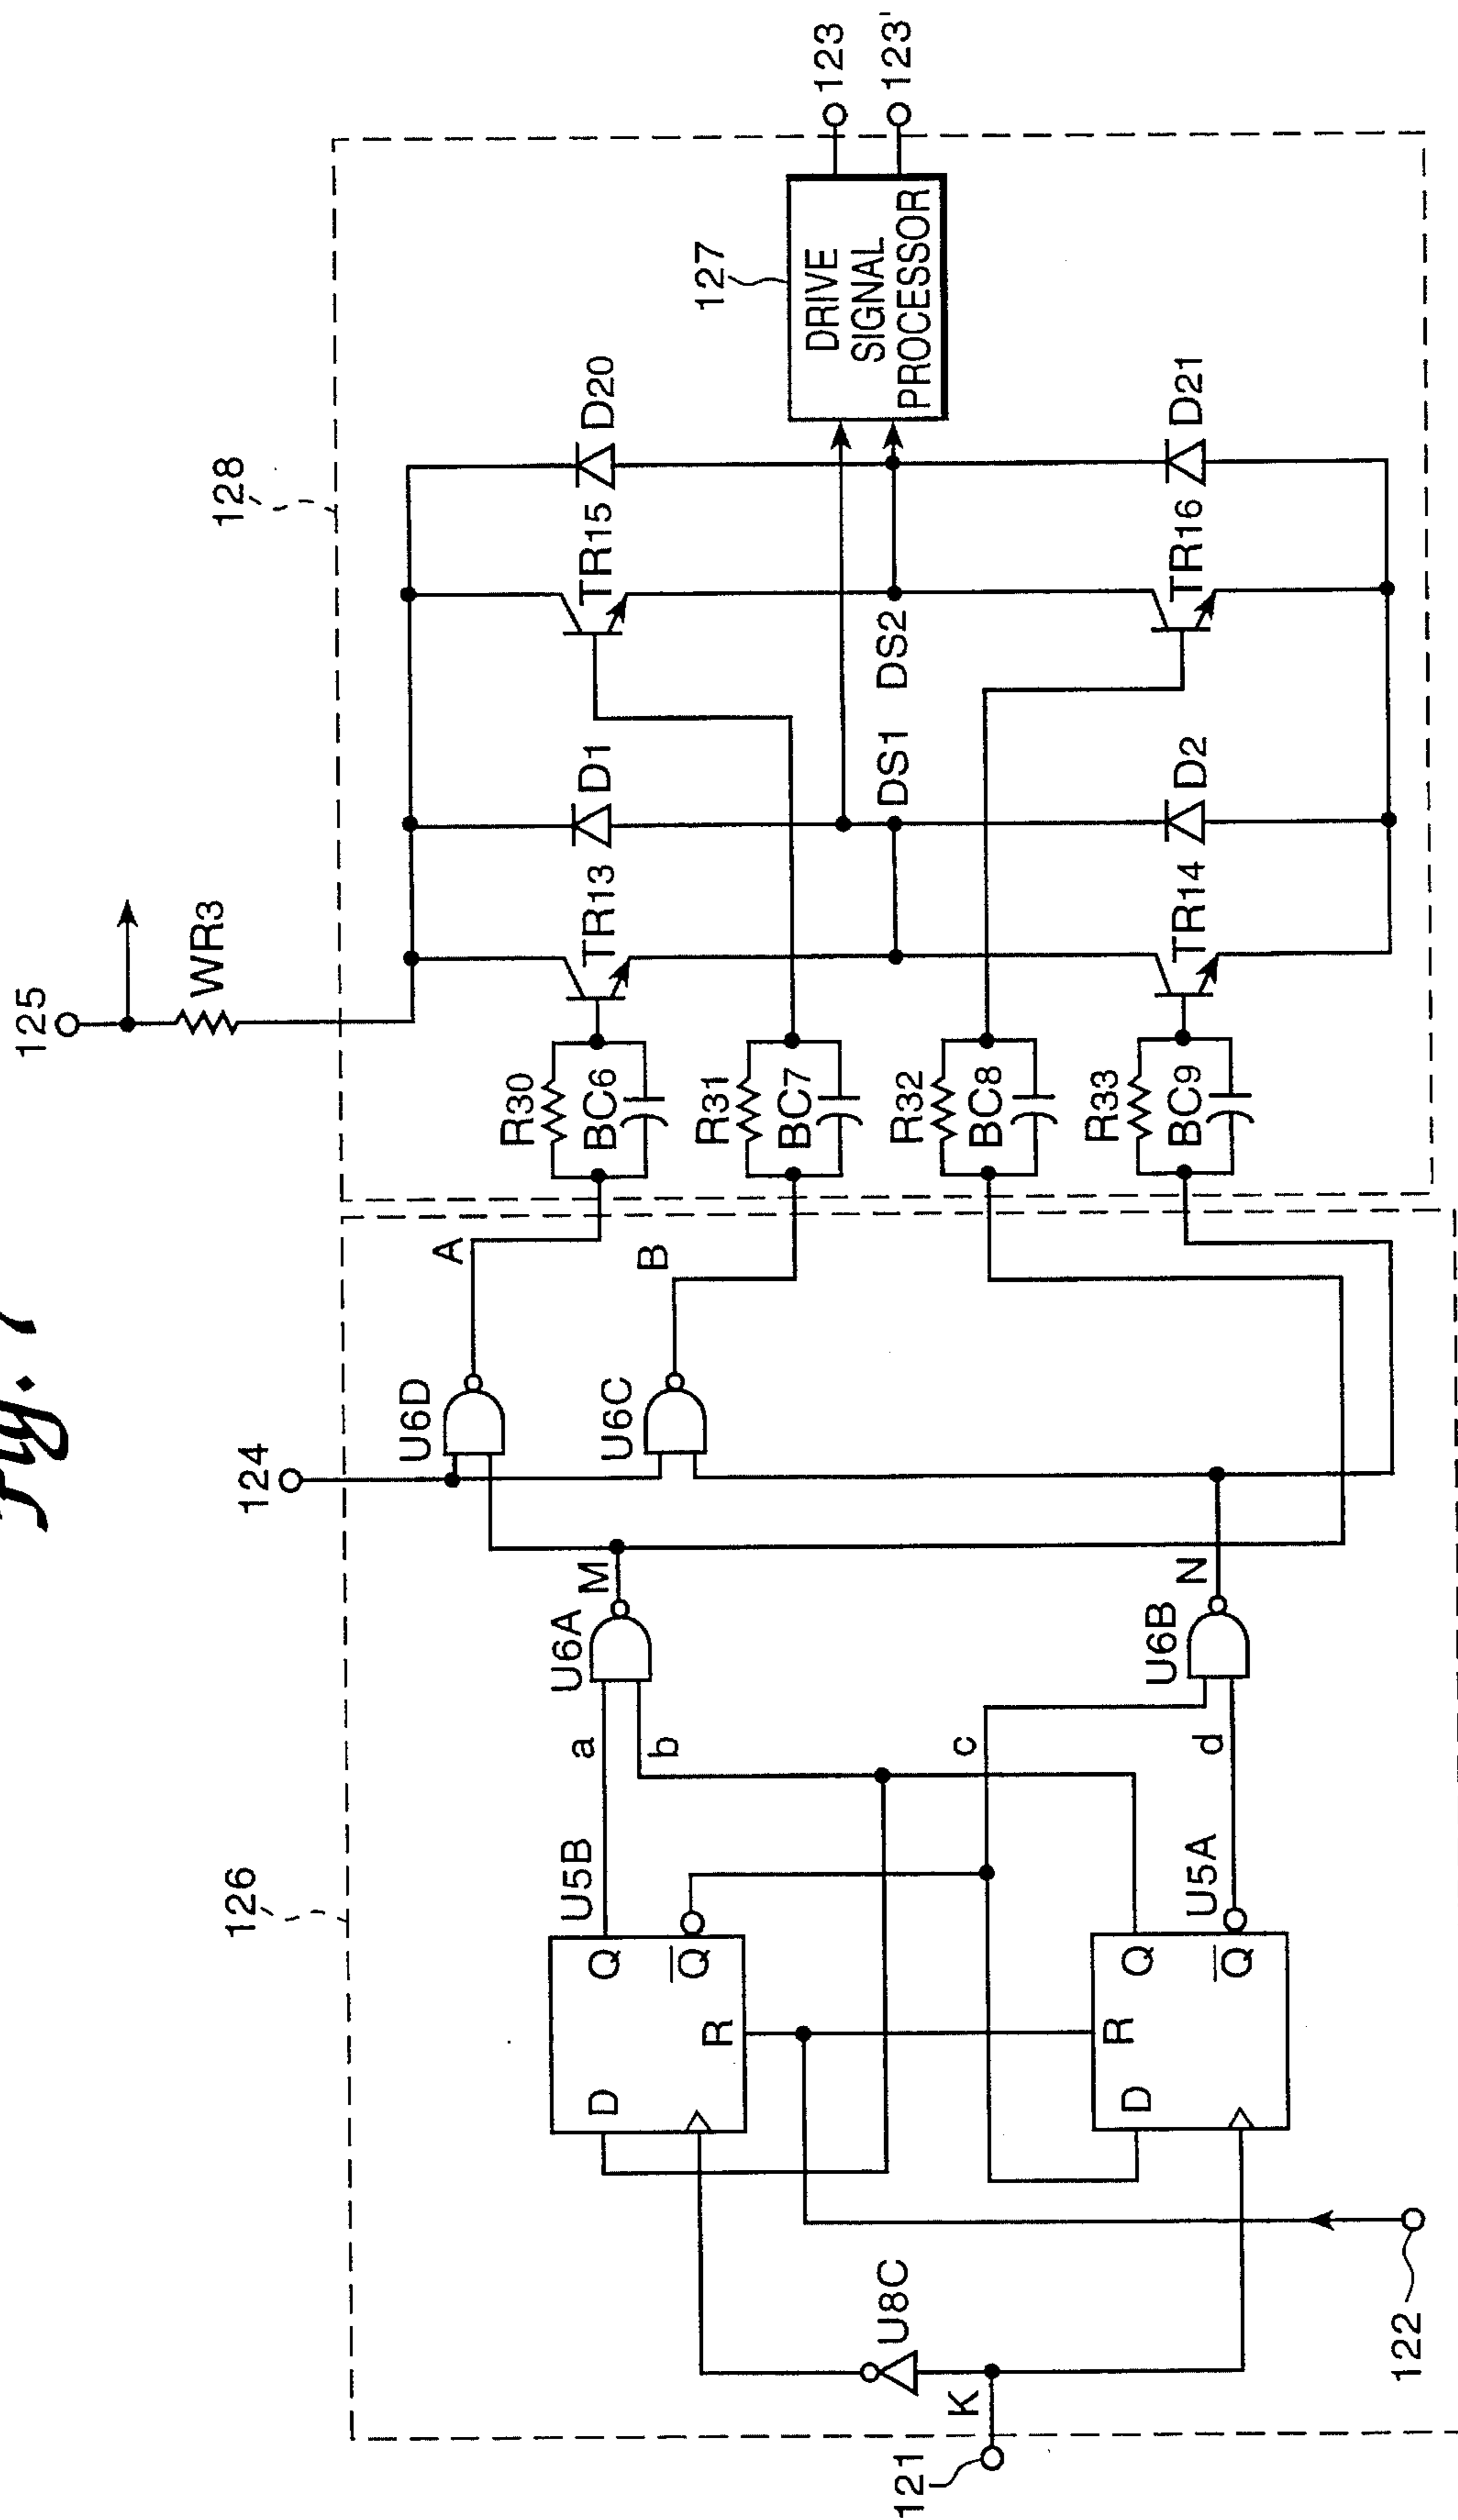 Fig. 7
125
WR3
128
124
126
U6D
A
R30
BC6
TR13
D1
TR15
D20
127
DRIVE
SIGNAL
PROCESSOR
123
123'
U5B
a
U6A
M
U6C
B
R31
BC7
D
Q
Q
R
b
121
K
U8C
c
R32
BC8
DS1
DS2
R
D
Q
Q
U5A
d
U6B
N
R33
BC9
TR14
D2
TR16
D21
122